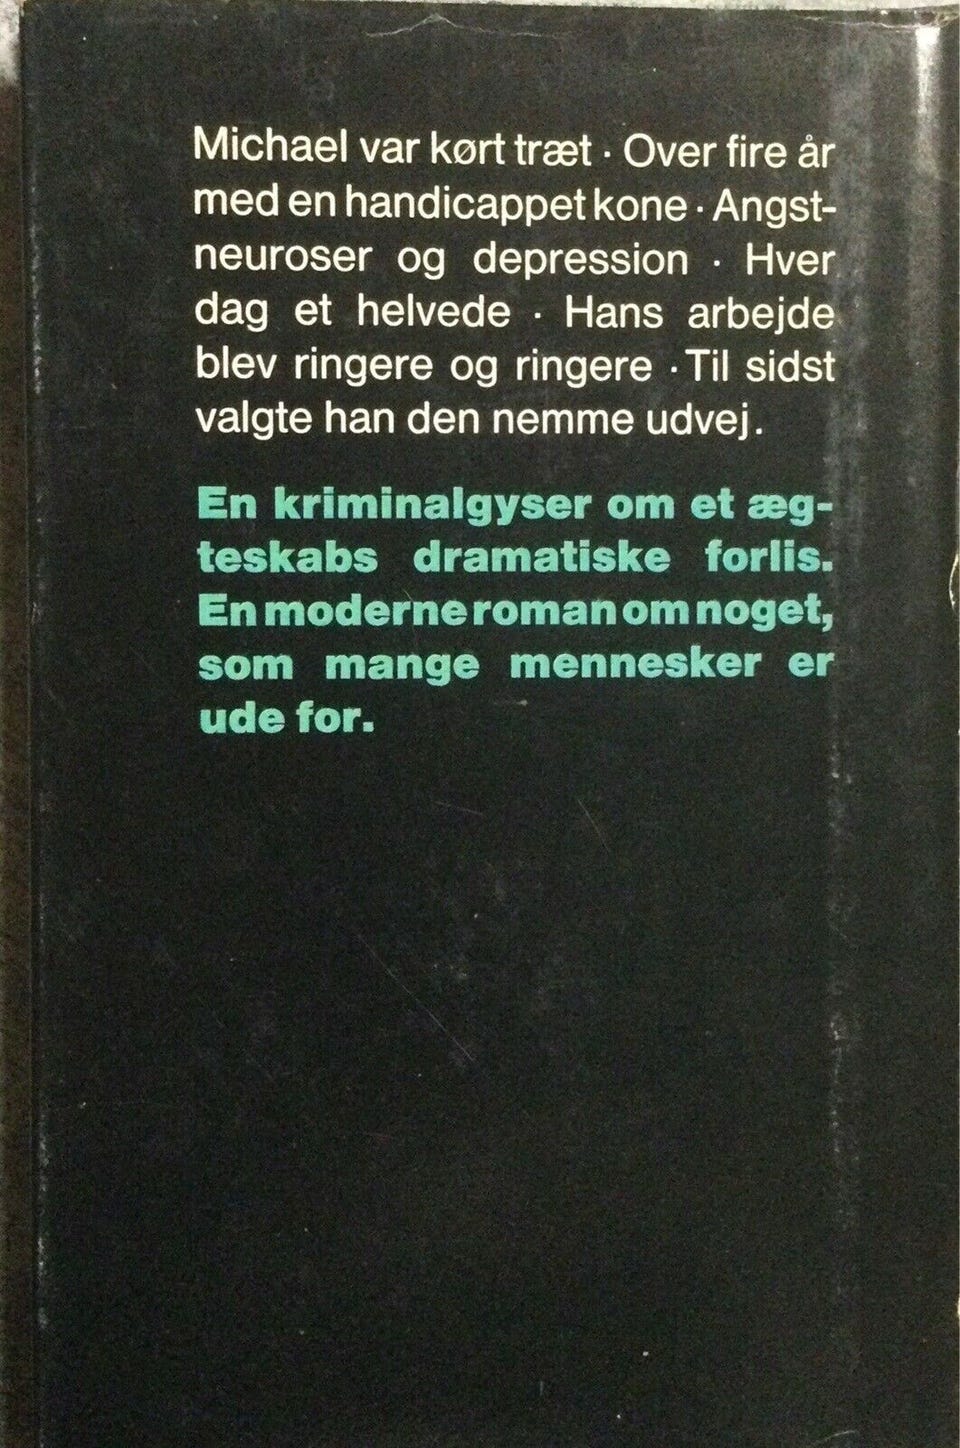 Michael var kørt træt · Over fire år
med en handicappet kone · Angst-
neuroser og depression · Hver
dag et helvede · Hans arbejde
blev ringere og ringere · Til sidst
valgte han den nemme udvej.
En kriminalgyser om et æg-
teskabs dramatiske forlis.
En moderne roman om noget,
som mange mennesker er
ude for.